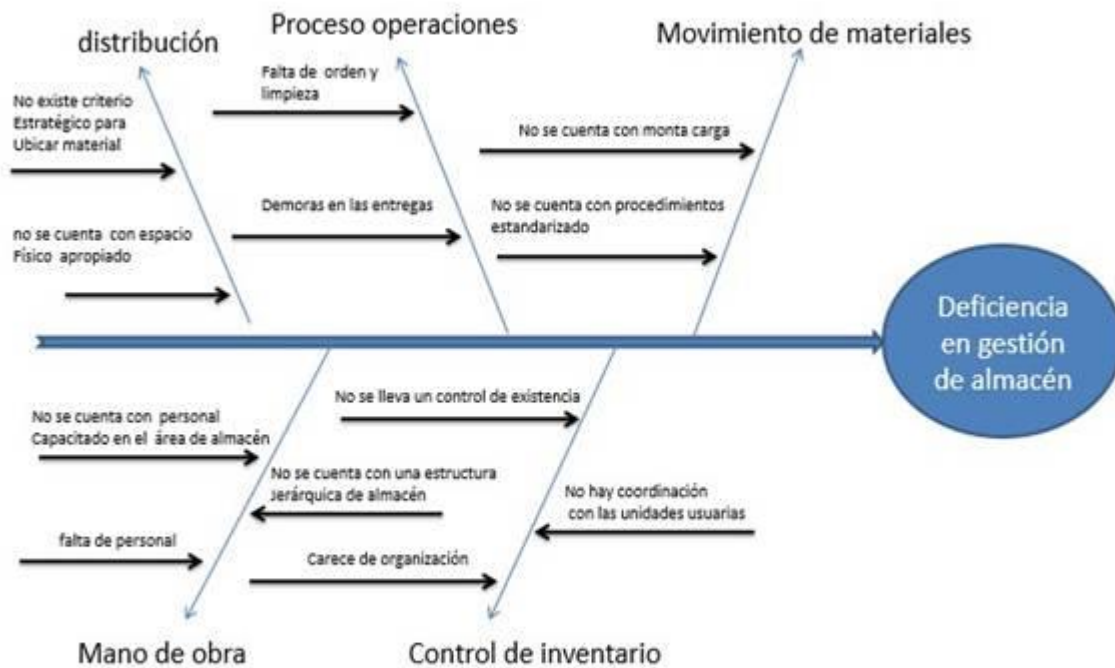 distribución
Proceso operaciones
Movimiento de materiales
No existe criterio
Estratégico para
Ubicar material
Falta de orden y
limpieza
No se cuenta con monta carga
no se cuenta con espacio
Físico apropiado
Demoras en las entregas
No se cuenta con procedimientos
estandarizado
Deficiencia
en gestión
de almacén
No se cuenta con personal
Capacitado en el área de almacén
No se lleva un control de existencia
No se cuenta con una estructura
Jerárquica de almacén
No hay coordinación
con las unidades usuarias
falta de personal
Carece de organización
Mano de obra
Control de inventario